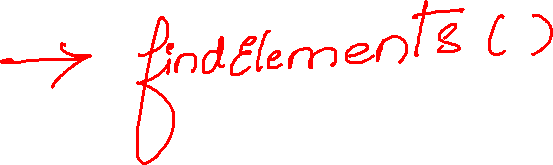 → findElements()